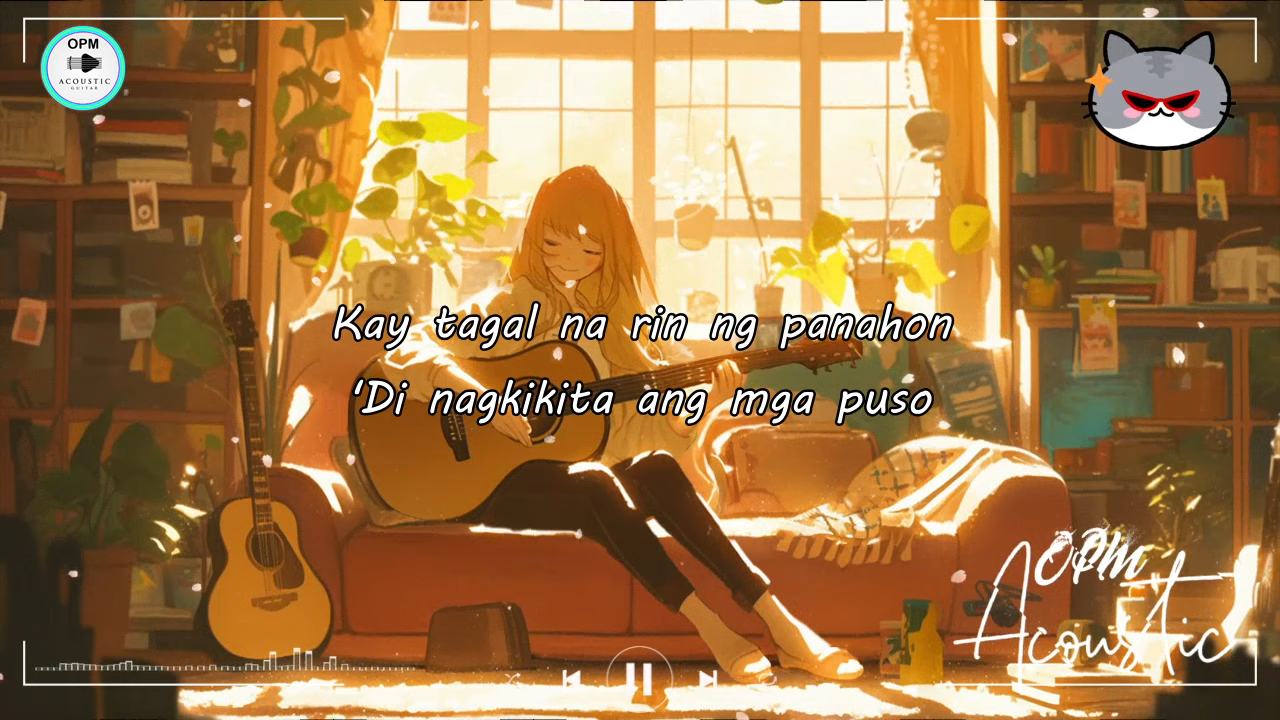 OPM
ACOUSTIC
GUITAR
Kay tagal na rin ng panahon
'Di nagkikita ang mga puso
OPM
Acoustic